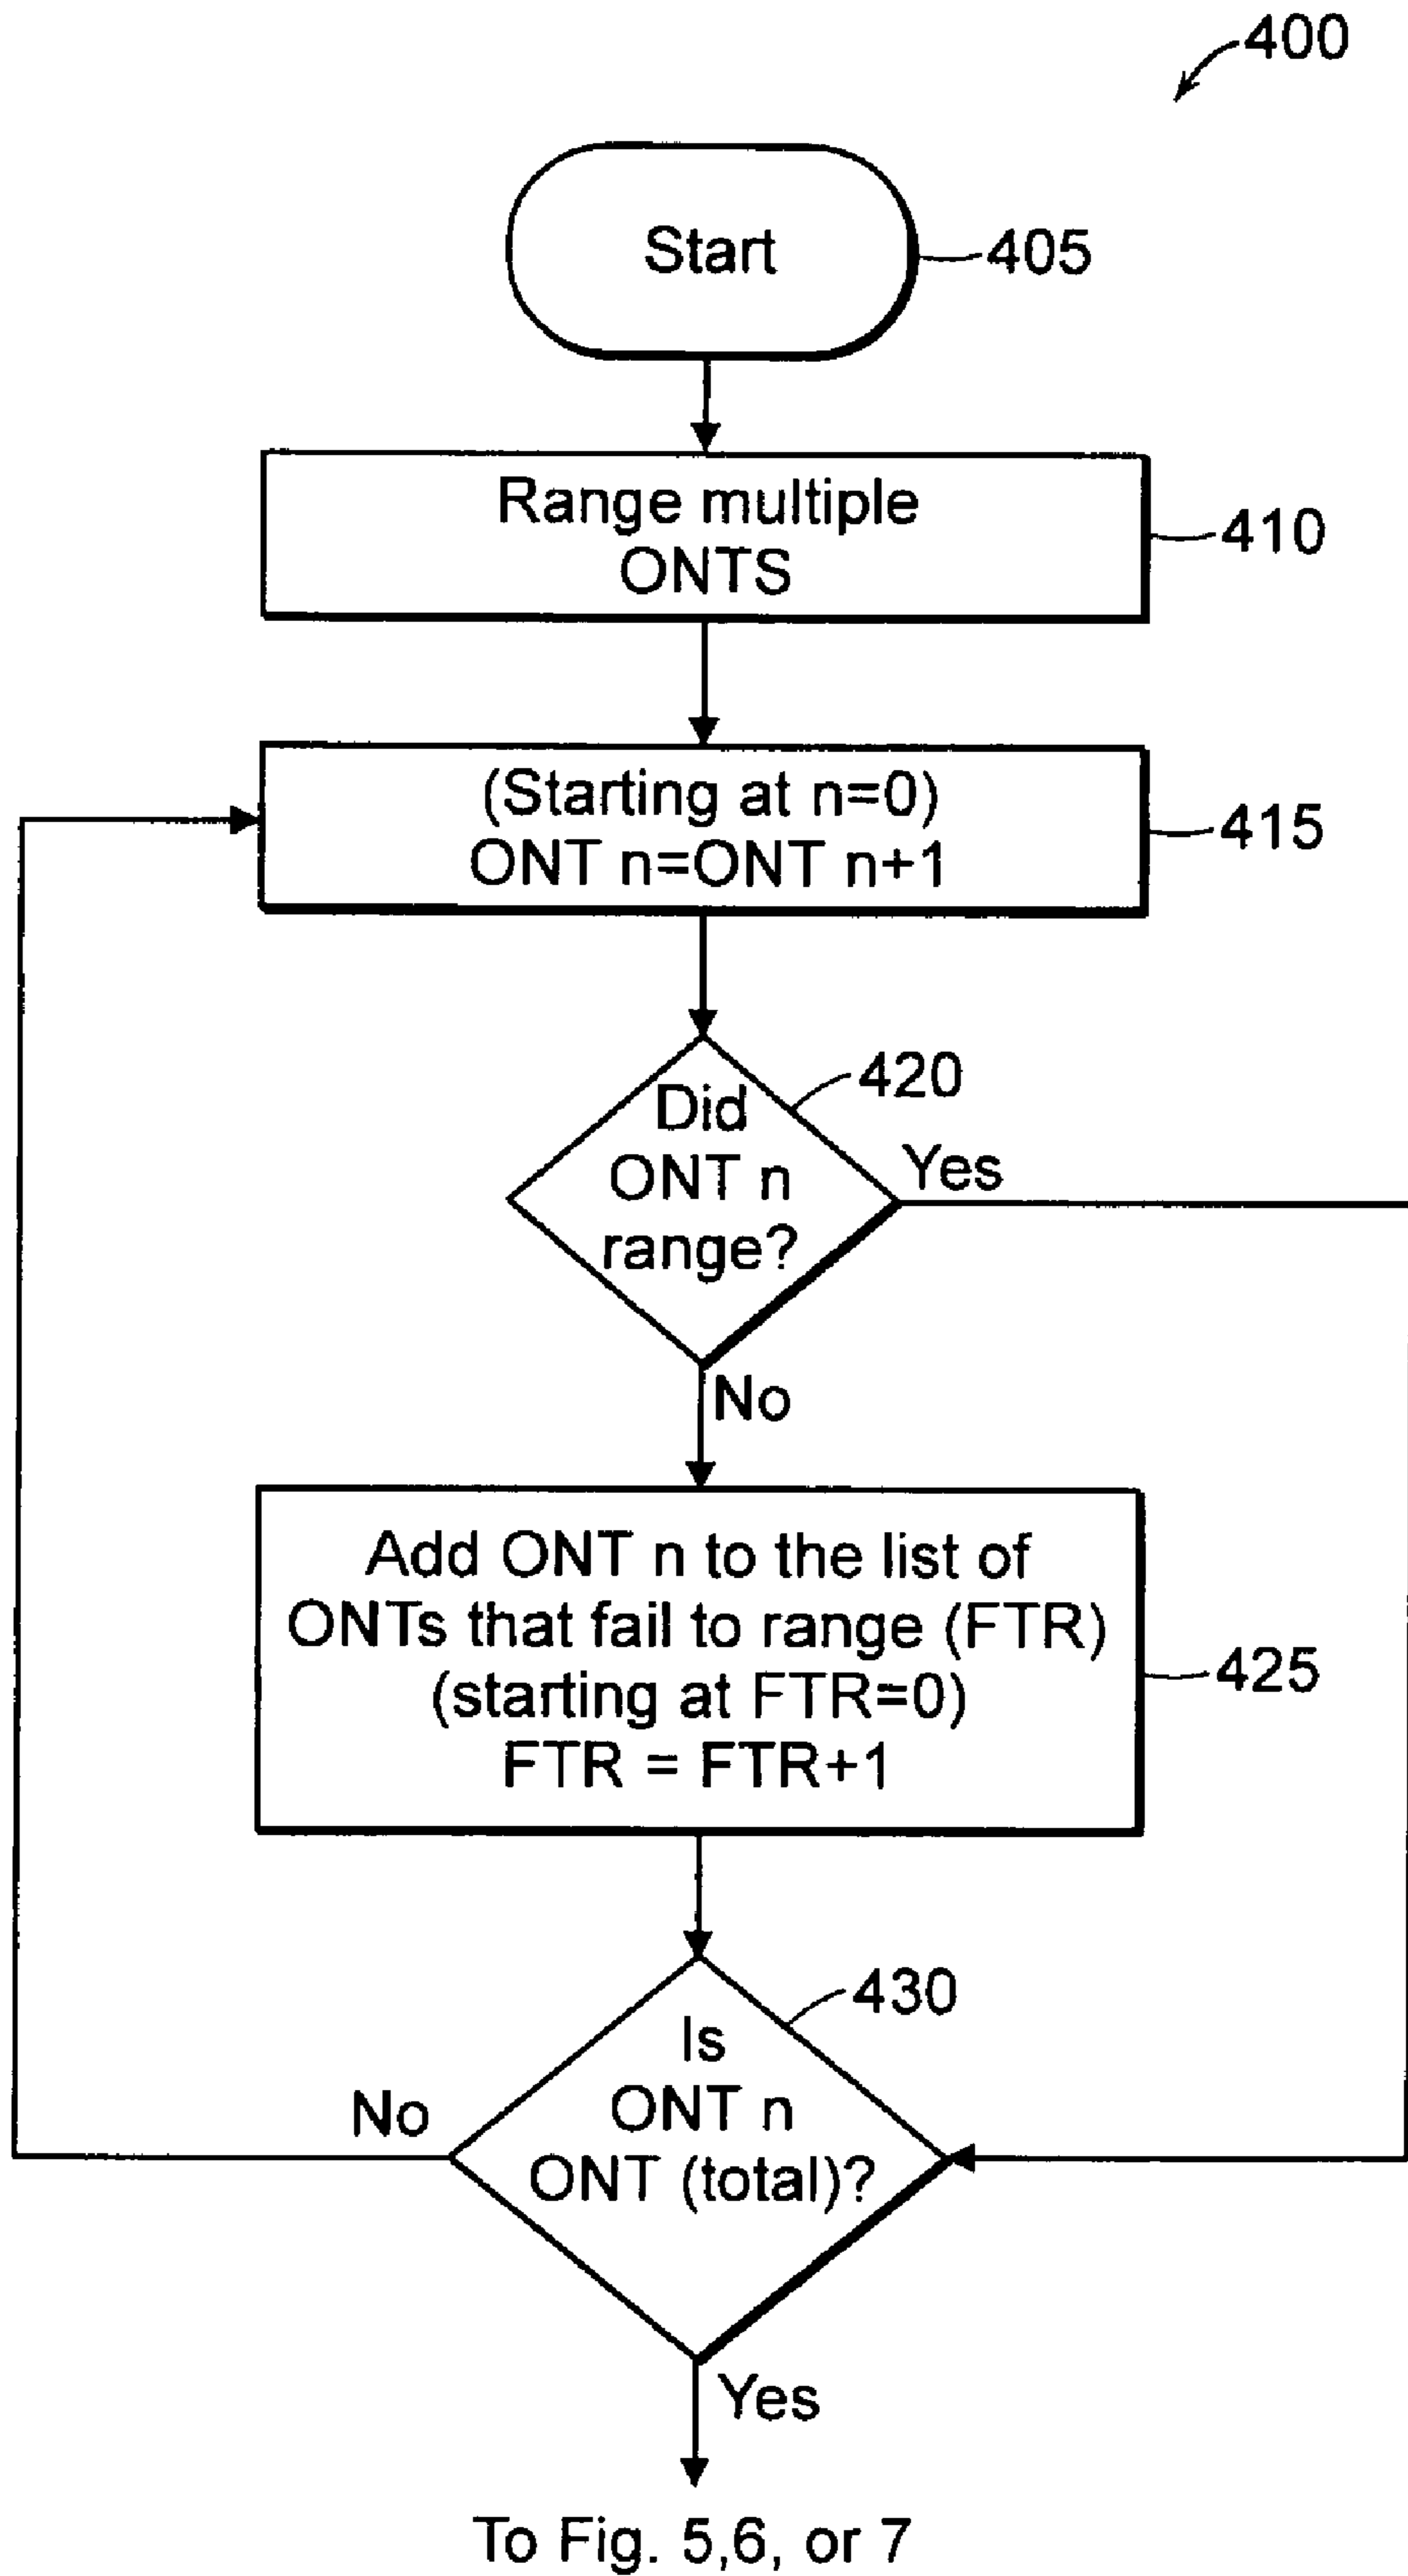 400
Start
405
Range multiple
ONTS
410
(Starting at n=0)
ONT n=ONT n+1
415
420
Did
ONT n
range?
Yes
No
Add ONT n to the list of
ONTs that fail to range (FTR)
(starting at FTR=0)
FTR = FTR+1
425
430
Is
ONT n
ONT (total)?
No
Yes
To Fig. 5,6, or 7